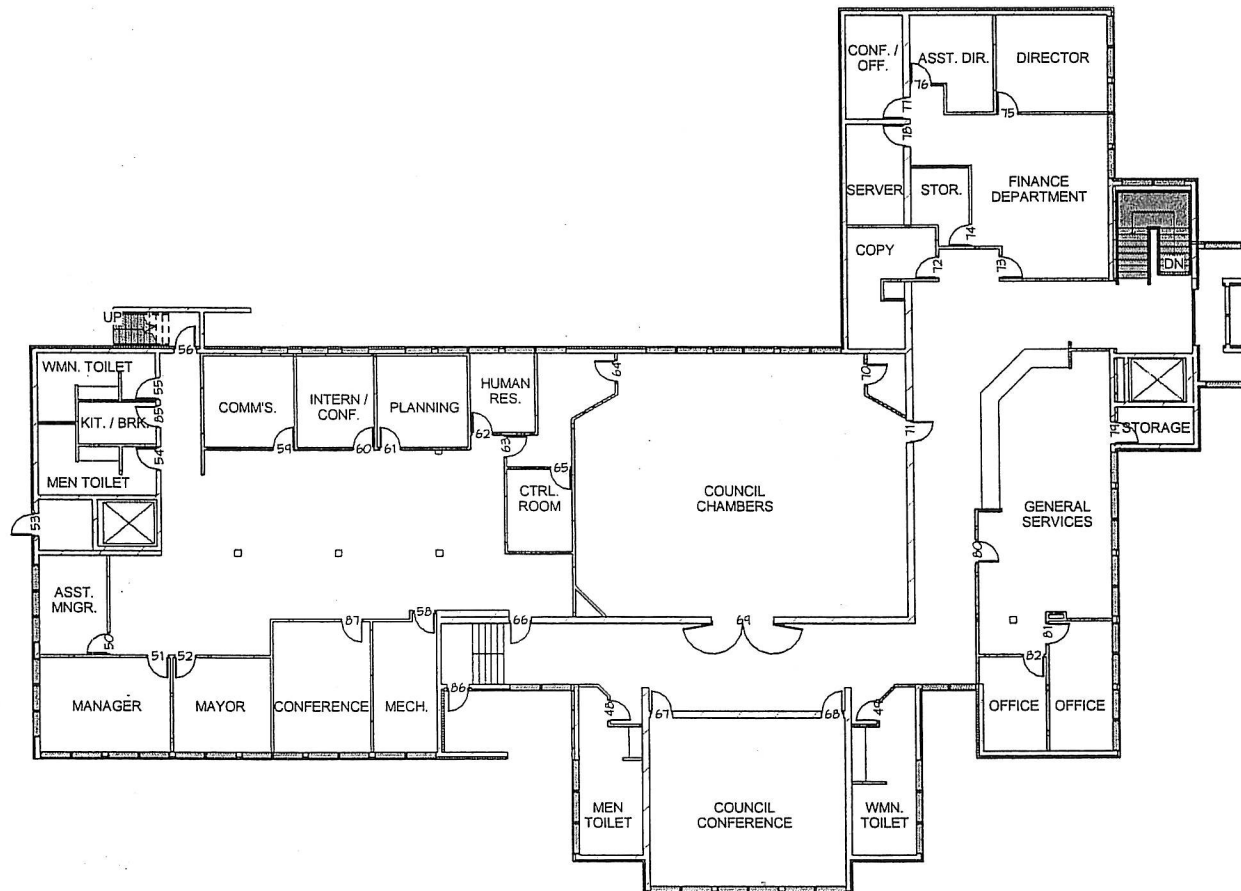 CONF. /
OFF.
ASST. DIR.
DIRECTOR
76
77
75
78
SERVER
STOR.
FINANCE
DEPARTMENT
74
COPY
72
73
DN
UP
56
WMN. TOILET
55
KIT. / BRK.
85
54
MEN TOILET
COMM'S.
INTERN /
CONF.
PLANNING
HUMAN
RES.
59
60
61
62
63
64
70
71
65
CTRL.
ROOM
COUNCIL
CHAMBERS
79
STORAGE
GENERAL
SERVICES
80
53
ASST.
MNGR.
50
51
52
87
58
66
69
81
82
MANAGER
MAYOR
CONFERENCE
MECH.
86
48
67
68
49
OFFICE
OFFICE
MEN
TOILET
COUNCIL
CONFERENCE
WMN.
TOILET